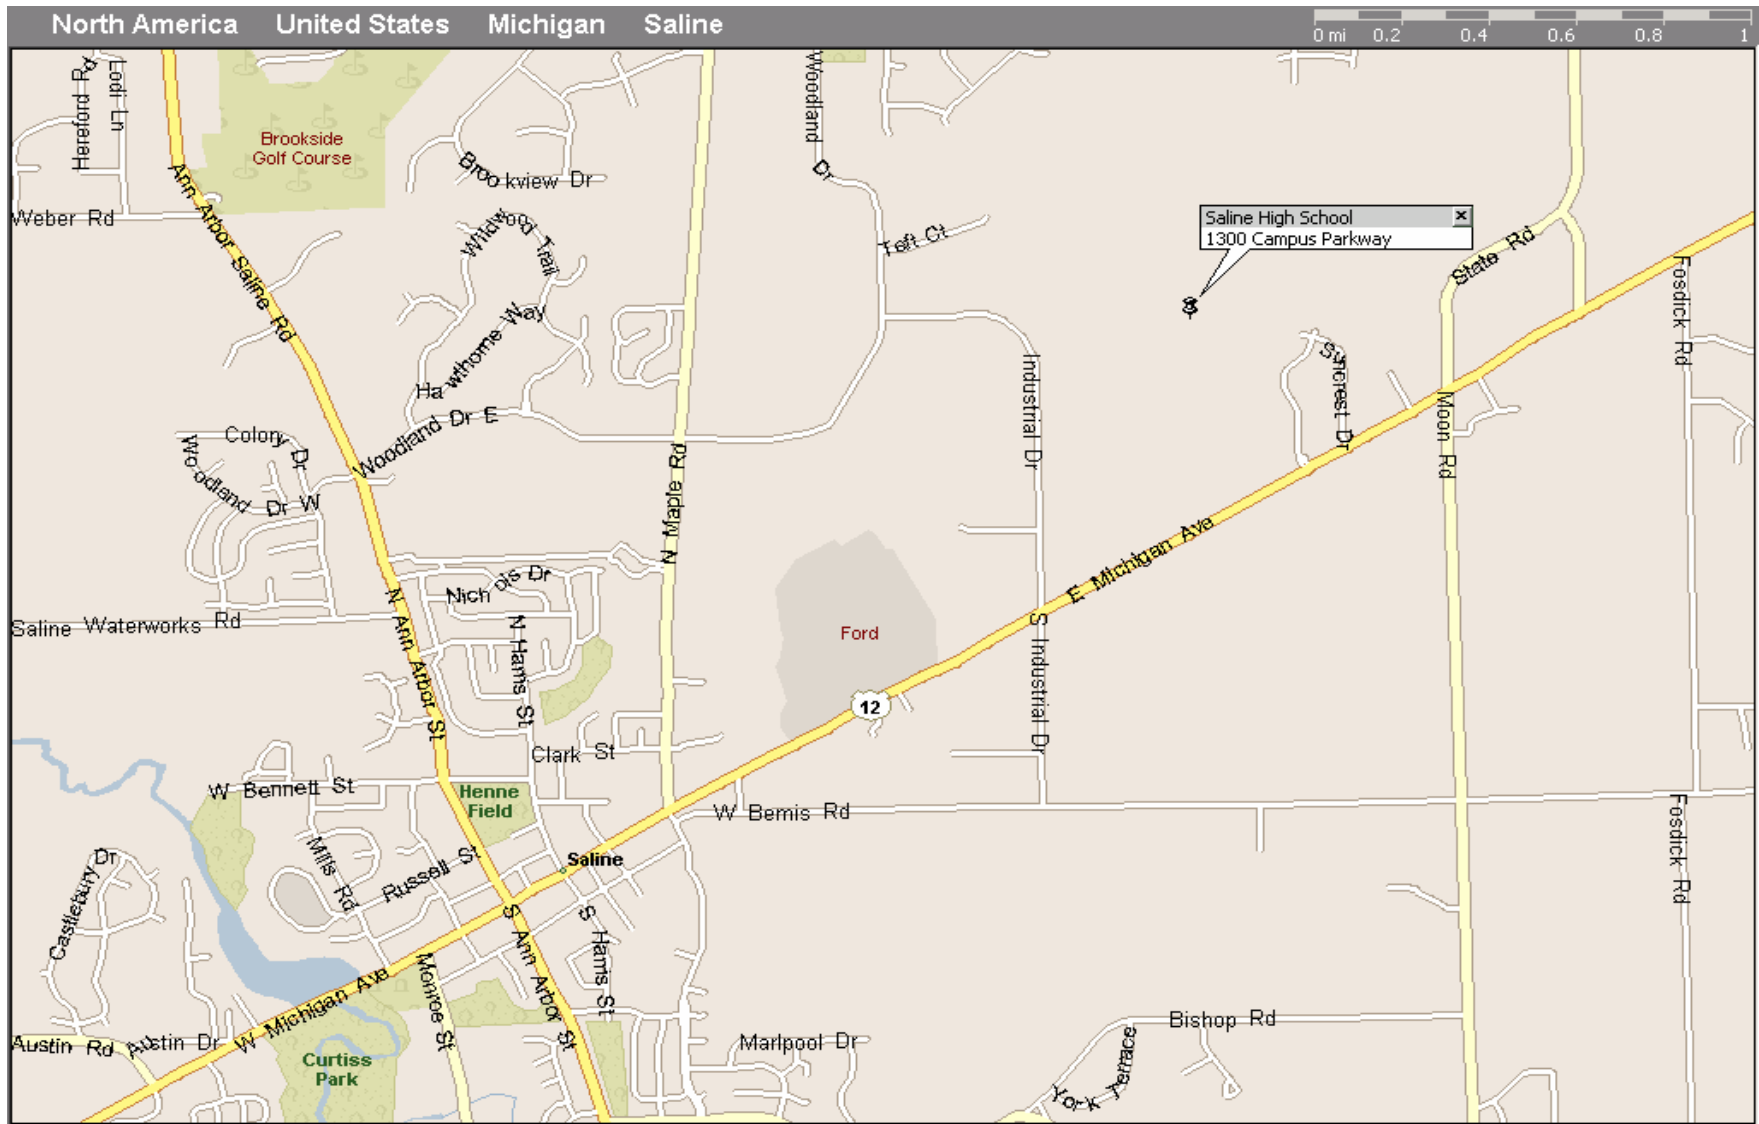 North America United States Michigan Saline
0 mi 0.2 0.4 0.6 0.8 1
Hereford Rd
Lodi Ln
Woodland Dr
Brookside
Golf Course
Brookview Dr
Weber Rd
Ann Arbor Saline Rd
Wildwood Trail
Taft Ct
Saline High School
1300 Campus Parkway
State Rd
Fosdick Rd
Hawthorne Way
Industrial Dr
Suncrest Dr
Moon Rd
Woodland Dr E
Colony Dr
Woodland Dr W
N Maple Rd
E Michigan Ave
Nichols Dr
N Ann Arbor St
Saline Waterworks Rd
N Harris St
Ford
S Industrial Dr
12
Clark St
W Bennett St
Henne
Field
W Bemis Rd
Fosdick Rd
Mills Rd
Russell St
Saline
Castlebury Dr
S Ann Arbor St
S Harris St
W Michigan Ave
Monroe St
Austin Rd
Austin Dr
Curtiss
Park
Marlpool Dr
Bishop Rd
York Terrace